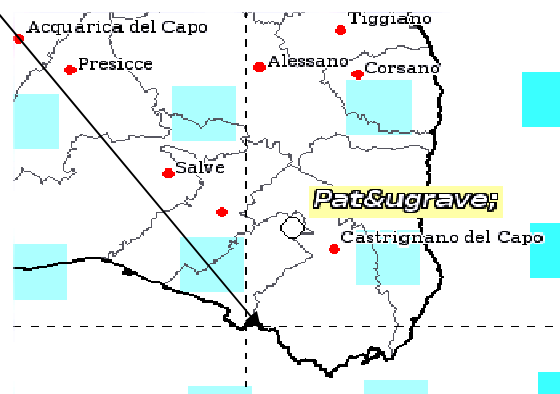 Tiggiano
Acquarica del Capo
Presicce
Alessano
Corsano
Salve
Pat&ugrave;
Castrignano del Capo